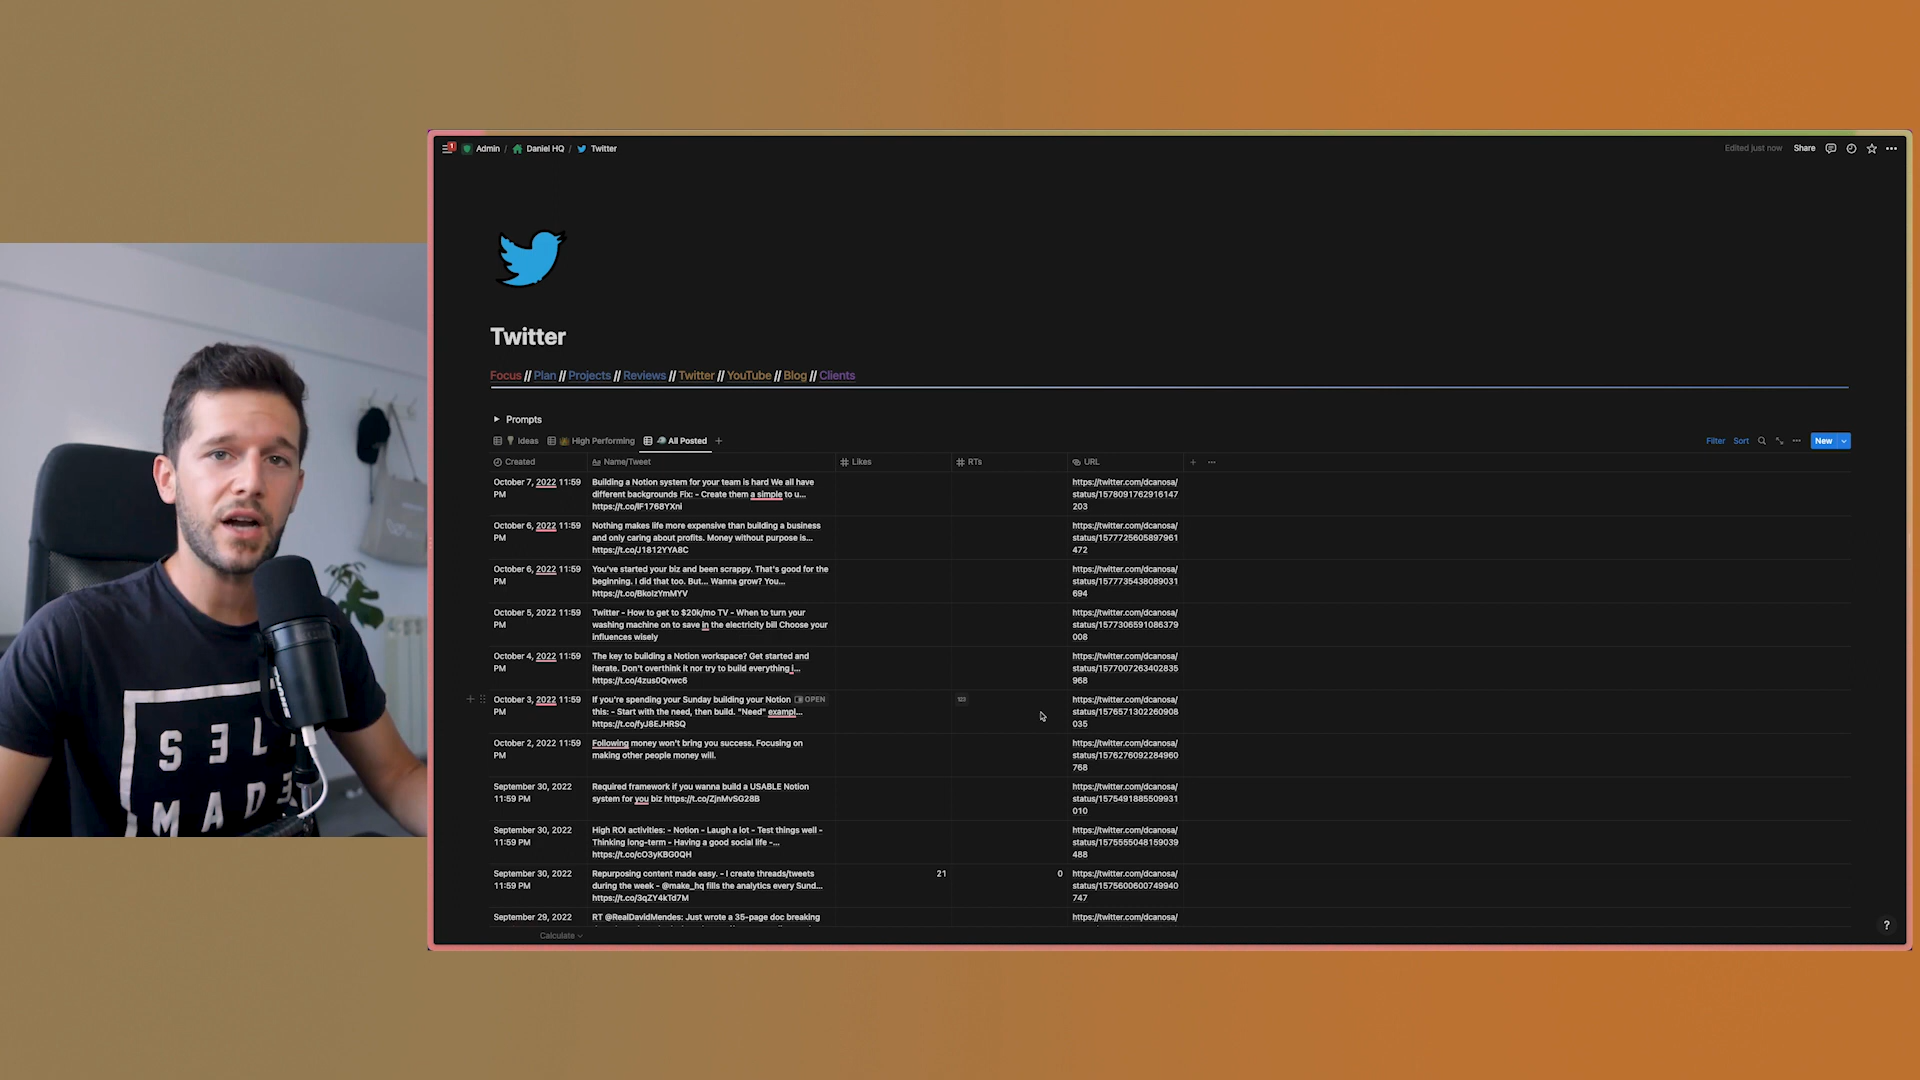 Admin / Daniel HQ / Twitter
Edited just now Share
1
Twitter
Focus // Plan // Projects // Reviews // Twitter // YouTube // Blog // Clients
Prompts
Ideas High Performing All Posted
Filter Sort New
Created Name/Tweet Likes RTs URL
October 7, 2022 11:59 PM
Building a Notion system for your team is hard We all have
different backgrounds Fix: - Create them a simple to u...
https://t.co/lF1768YXni
https://twitter.com/dcanosa/
status/1578091762916147
203
October 6, 2022 11:59 PM
Nothing makes life more expensive than building a business
and only caring about profits. Money without purpose is...
https://t.co/J1812YYA8C
https://twitter.com/dcanosa/
status/1577725605897961
472
October 6, 2022 11:59 PM
You've started your biz and been scrappy. That's good for the
beginning. I did that too. But... Wanna grow? You...
https://t.co/BkolzYmMYV
https://twitter.com/dcanosa/
status/1577735438089031
694
October 5, 2022 11:59 PM
Twitter - How to get to $20k/mo TV - When to turn your
washing machine on to save in the electricity bill Choose your
influences wisely
https://twitter.com/dcanosa/
status/1577306591086379
008
October 4, 2022 11:59 PM
The key to building a Notion workspace? Get started and
iterate. Don't overthink it nor try to build everything i...
https://t.co/4zus0Qvwc6
https://twitter.com/dcanosa/
status/1577007263402835
968
October 3, 2022 11:59 PM
If you're spending your Sunday building your Notion OPEN
this: - Start with the need, then build. "Need" exampl...
https://t.co/fyJ8EJHRSQ
123
https://twitter.com/dcanosa/
status/1576571302260908
035
October 2, 2022 11:59 PM
Following money won't bring you success. Focusing on
making other people money will.
https://twitter.com/dcanosa/
status/1576276092284960
768
September 30, 2022 11:59 PM
Required framework if you wanna build a USABLE Notion
system for you biz https://t.co/ZjnMvSG28B
https://twitter.com/dcanosa/
status/1575491885509931
010
September 30, 2022 11:59 PM
High ROI activities: - Notion - Laugh a lot - Test things well -
Thinking long-term - Having a good social life -...
https://t.co/cO3yKBG0QH
https://twitter.com/dcanosa/
status/1575555048159039
488
September 30, 2022 11:59 PM
Repurposing content made easy. - I create threads/tweets
during the week - @make_hq fills the analytics every Sund...
https://t.co/3qZY4kTd7M
21
0
https://twitter.com/dcanosa/
status/1575600600749940
747
September 29, 2022
RT @RealDavidMendes: Just wrote a 35-page doc breaking
https://twitter.com/dcanosa/
Calculate
?
SEL
MADE